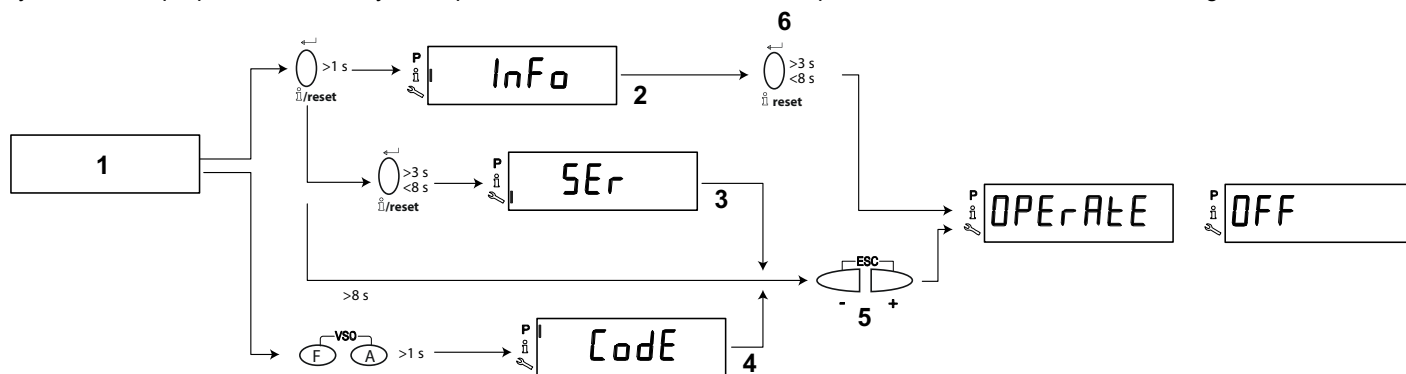 6
>1 s
P
InFo
>3 s
<8 s
i/reset
2
i reset
1
>3 s
<8 s
P
SEr
i/reset
3
P
OPErAtE
P
OFF
ESC
>8 s
- +
5
VSO
F A
>1 s
P
CodE
4